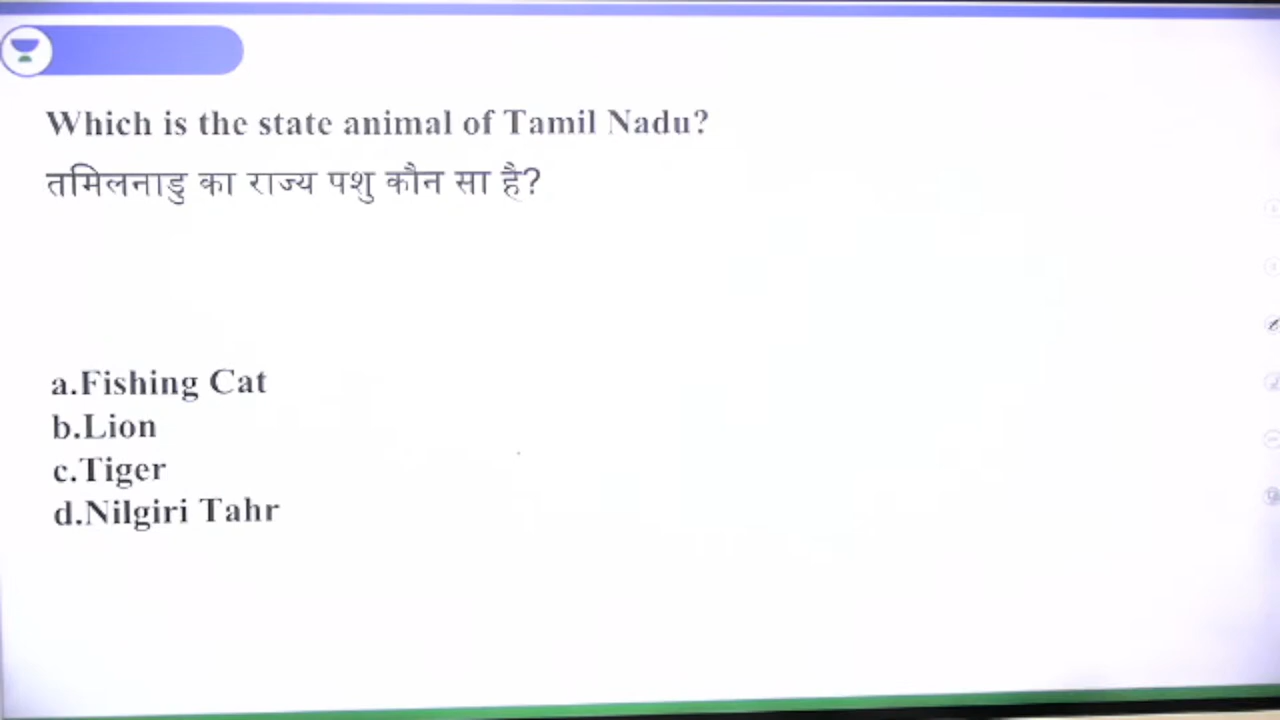 Which is the state animal of Tamil Nadu?
तमिलनाडु का राज्य पशु कौन सा है?
a.Fishing Cat
b.Lion
c.Tiger
d.Nilgiri Tahr